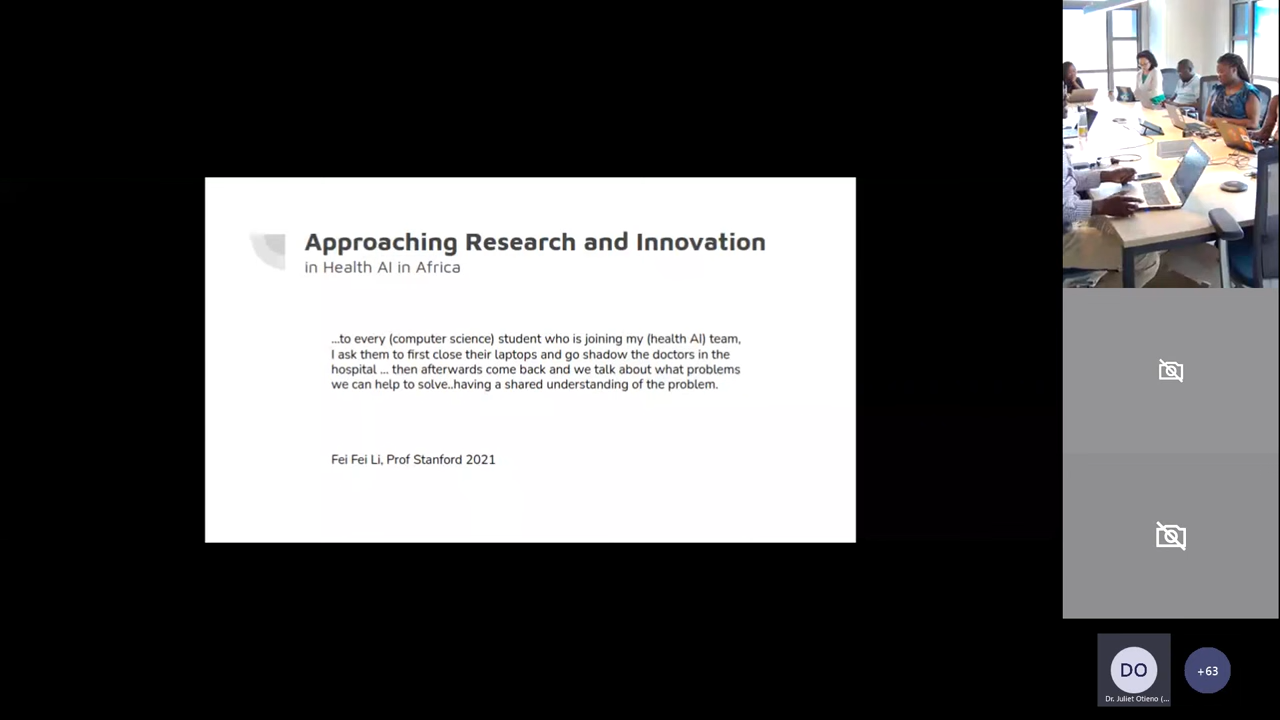 Approaching Research and Innovation
in Health AI in Africa
...to every (computer science) student who is joining my (health AI) team,
I ask them to first close their laptops and go shadow the doctors in the
hospital ... then afterwards come back and we talk about what problems
we can help to solve..having a shared understanding of the problem.
Fei Fei Li, Prof Stanford 2021
DO
+63
Dr. Juliet Otieno (...